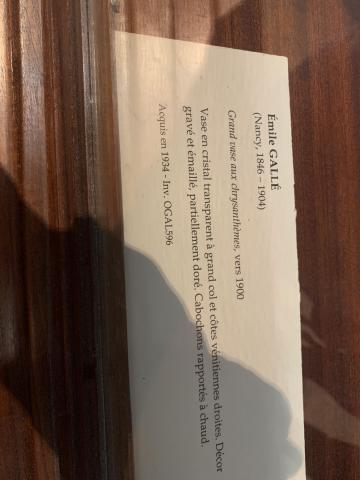 Émile GALLÉ
(Nancy, 1846 – 1904)
Grand vase aux chrysanthèmes, vers 1900
Vase en cristal transparent à grand col et côtes vénitiennes droites. Décor
gravé et émaillé, partiellement doré. Cabochons rapportés à chaud.
Acquis en 1934 - Inv. OGAL596